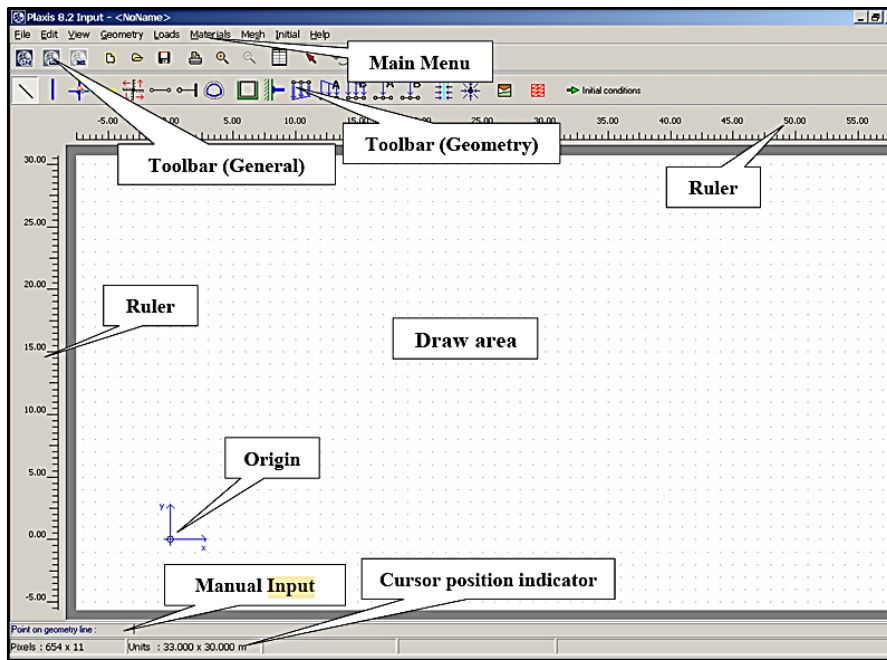 Plaxis 8.2 Input - <NoName>
File Edit View Geometry Loads Materials Mesh Initial Help
Main Menu
Initial conditions
Toolbar (General)
Toolbar (Geometry)
-5.00 5.00 10.00 25.00 30.00 35.00 40.00 45.00 50.00 55.00
Ruler
30.00
25.00
20.00
Ruler
15.00
Draw area
10.00
5.00
Origin
y
0.00
x
-5.00
Manual Input
Cursor position indicator
Point on geometry line :
Pixels : 654 x 11 Units : 33.000 x 30.000 m